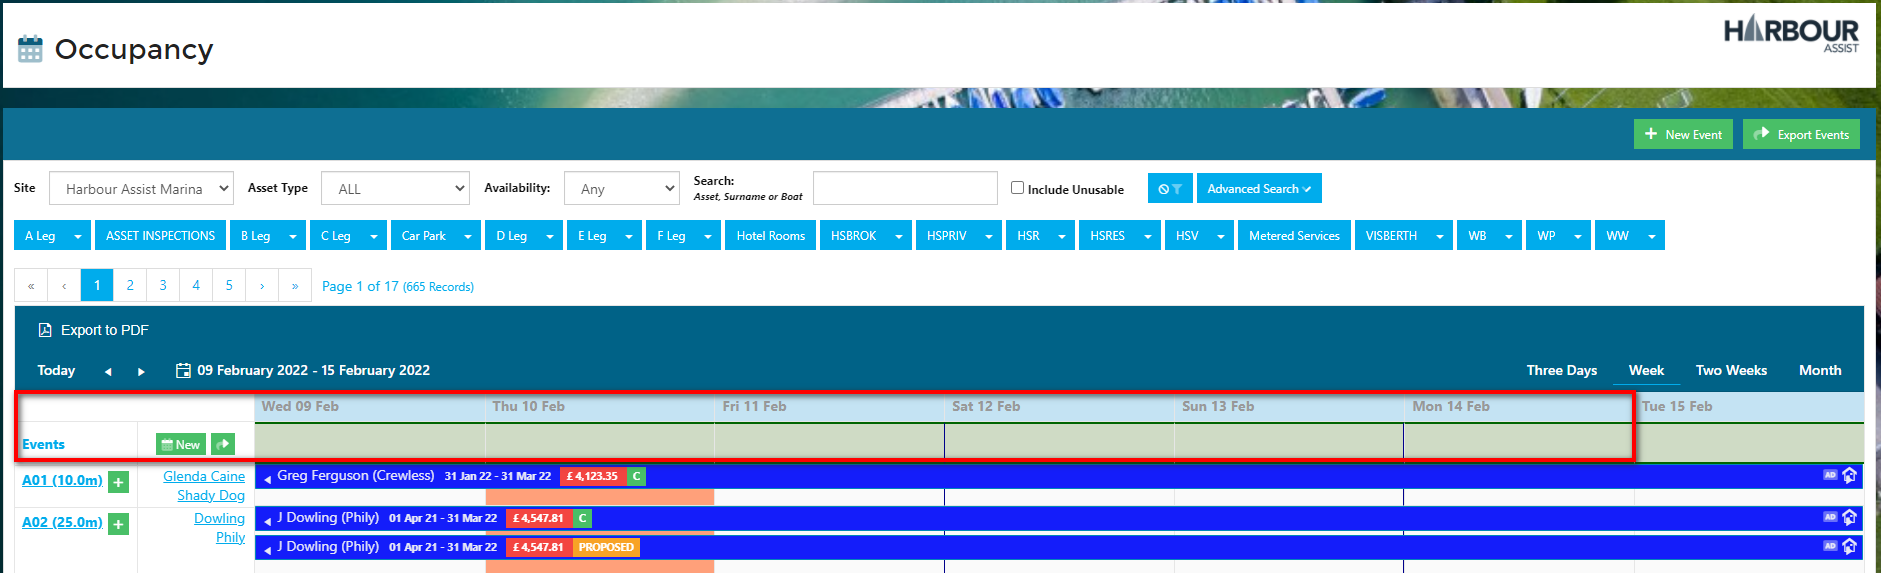 Occupancy
HARBOUR
ASSIST
New Event
Export Events
Site
Harbour Assist Marina
Asset Type
ALL
Availability:
Any
Search:
Asset, Surname or Boat
Include Unusable
Advanced Search
A Leg
ASSET INSPECTIONS
B Leg
C Leg
Car Park
D Leg
E Leg
F Leg
Hotel Rooms
HSBROK
HSPRIV
HSR
HSRES
HSV
Metered Services
VISBERTH
WB
WP
WW
« ‹ 1 2 3 4 5 › »
Page 1 of 17 (665 Records)
Export to PDF
Today
09 February 2022 - 15 February 2022
Three Days
Week
Two Weeks
Month
Wed 09 Feb
Thu 10 Feb
Fri 11 Feb
Sat 12 Feb
Sun 13 Feb
Mon 14 Feb
Tue 15 Feb
Events
New
A01 (10.0m) +
Glenda Caine
Shady Dog
Greg Ferguson (Crewless) 31 Jan 22 - 31 Mar 22 £ 4,123.35 C
AD
A02 (25.0m) +
Dowling
Phily
J Dowling (Phily) 01 Apr 21 - 31 Mar 22 £ 4,547.81 C
AD
J Dowling (Phily) 01 Apr 21 - 31 Mar 22 £ 4,547.81 PROPOSED
AD